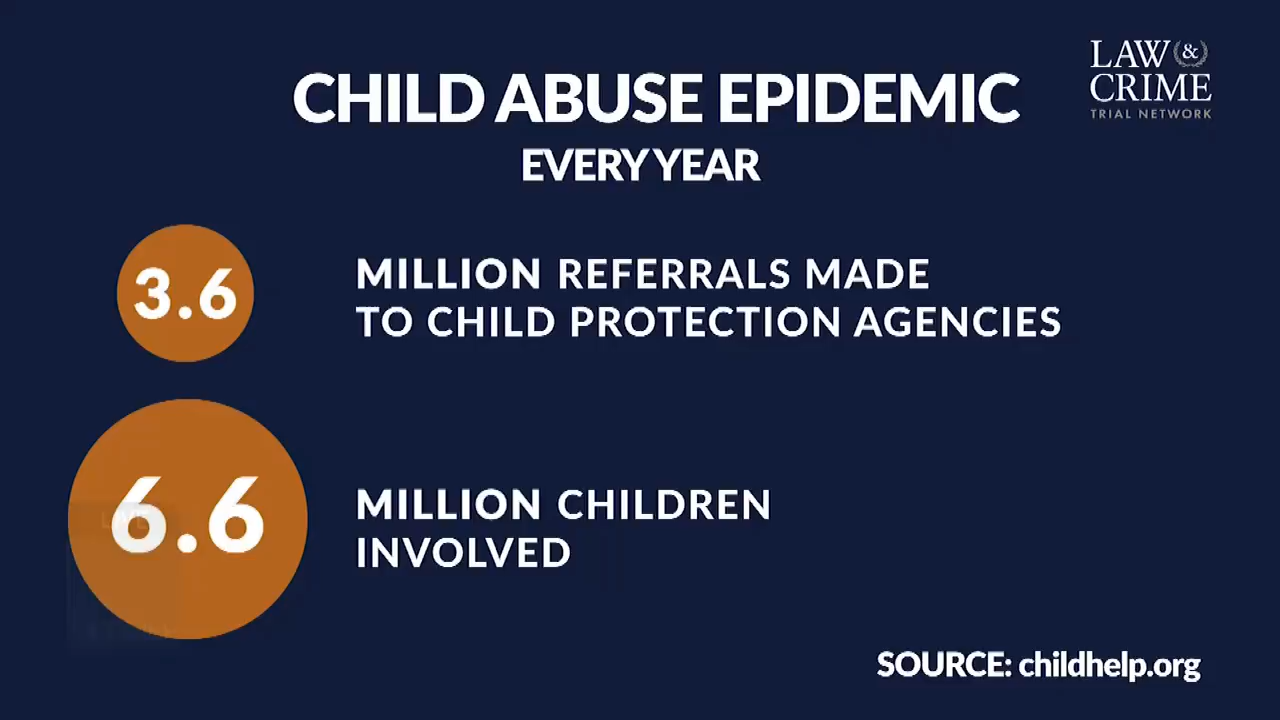 LAW &
CRIME
TRIAL NETWORK
CHILD ABUSE EPIDEMIC
EVERY YEAR
3.6
MILLION REFERRALS MADE
TO CHILD PROTECTION AGENCIES
6.6
MILLION CHILDREN
INVOLVED
SOURCE: childhelp.org